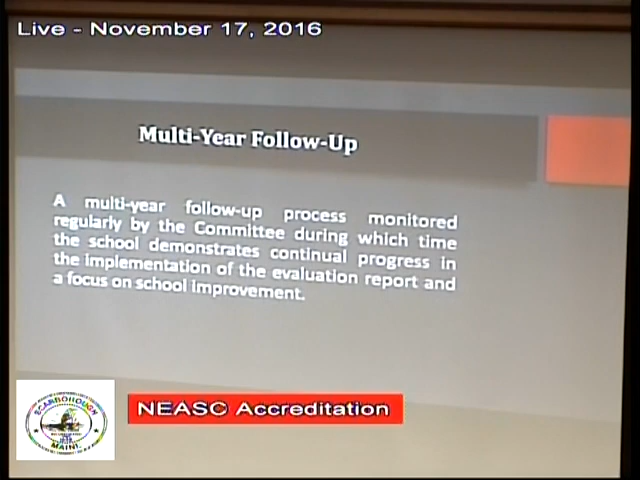 Live - November 17, 2016
Multi-Year Follow-Up
A multi-year follow-up process monitored
regularly by the Committee during which time
the school demonstrates continual progress in
the implementation of the evaluation report and
a focus on school improvement.
SCARBOROUGH
MAINE
NEASC Accreditation